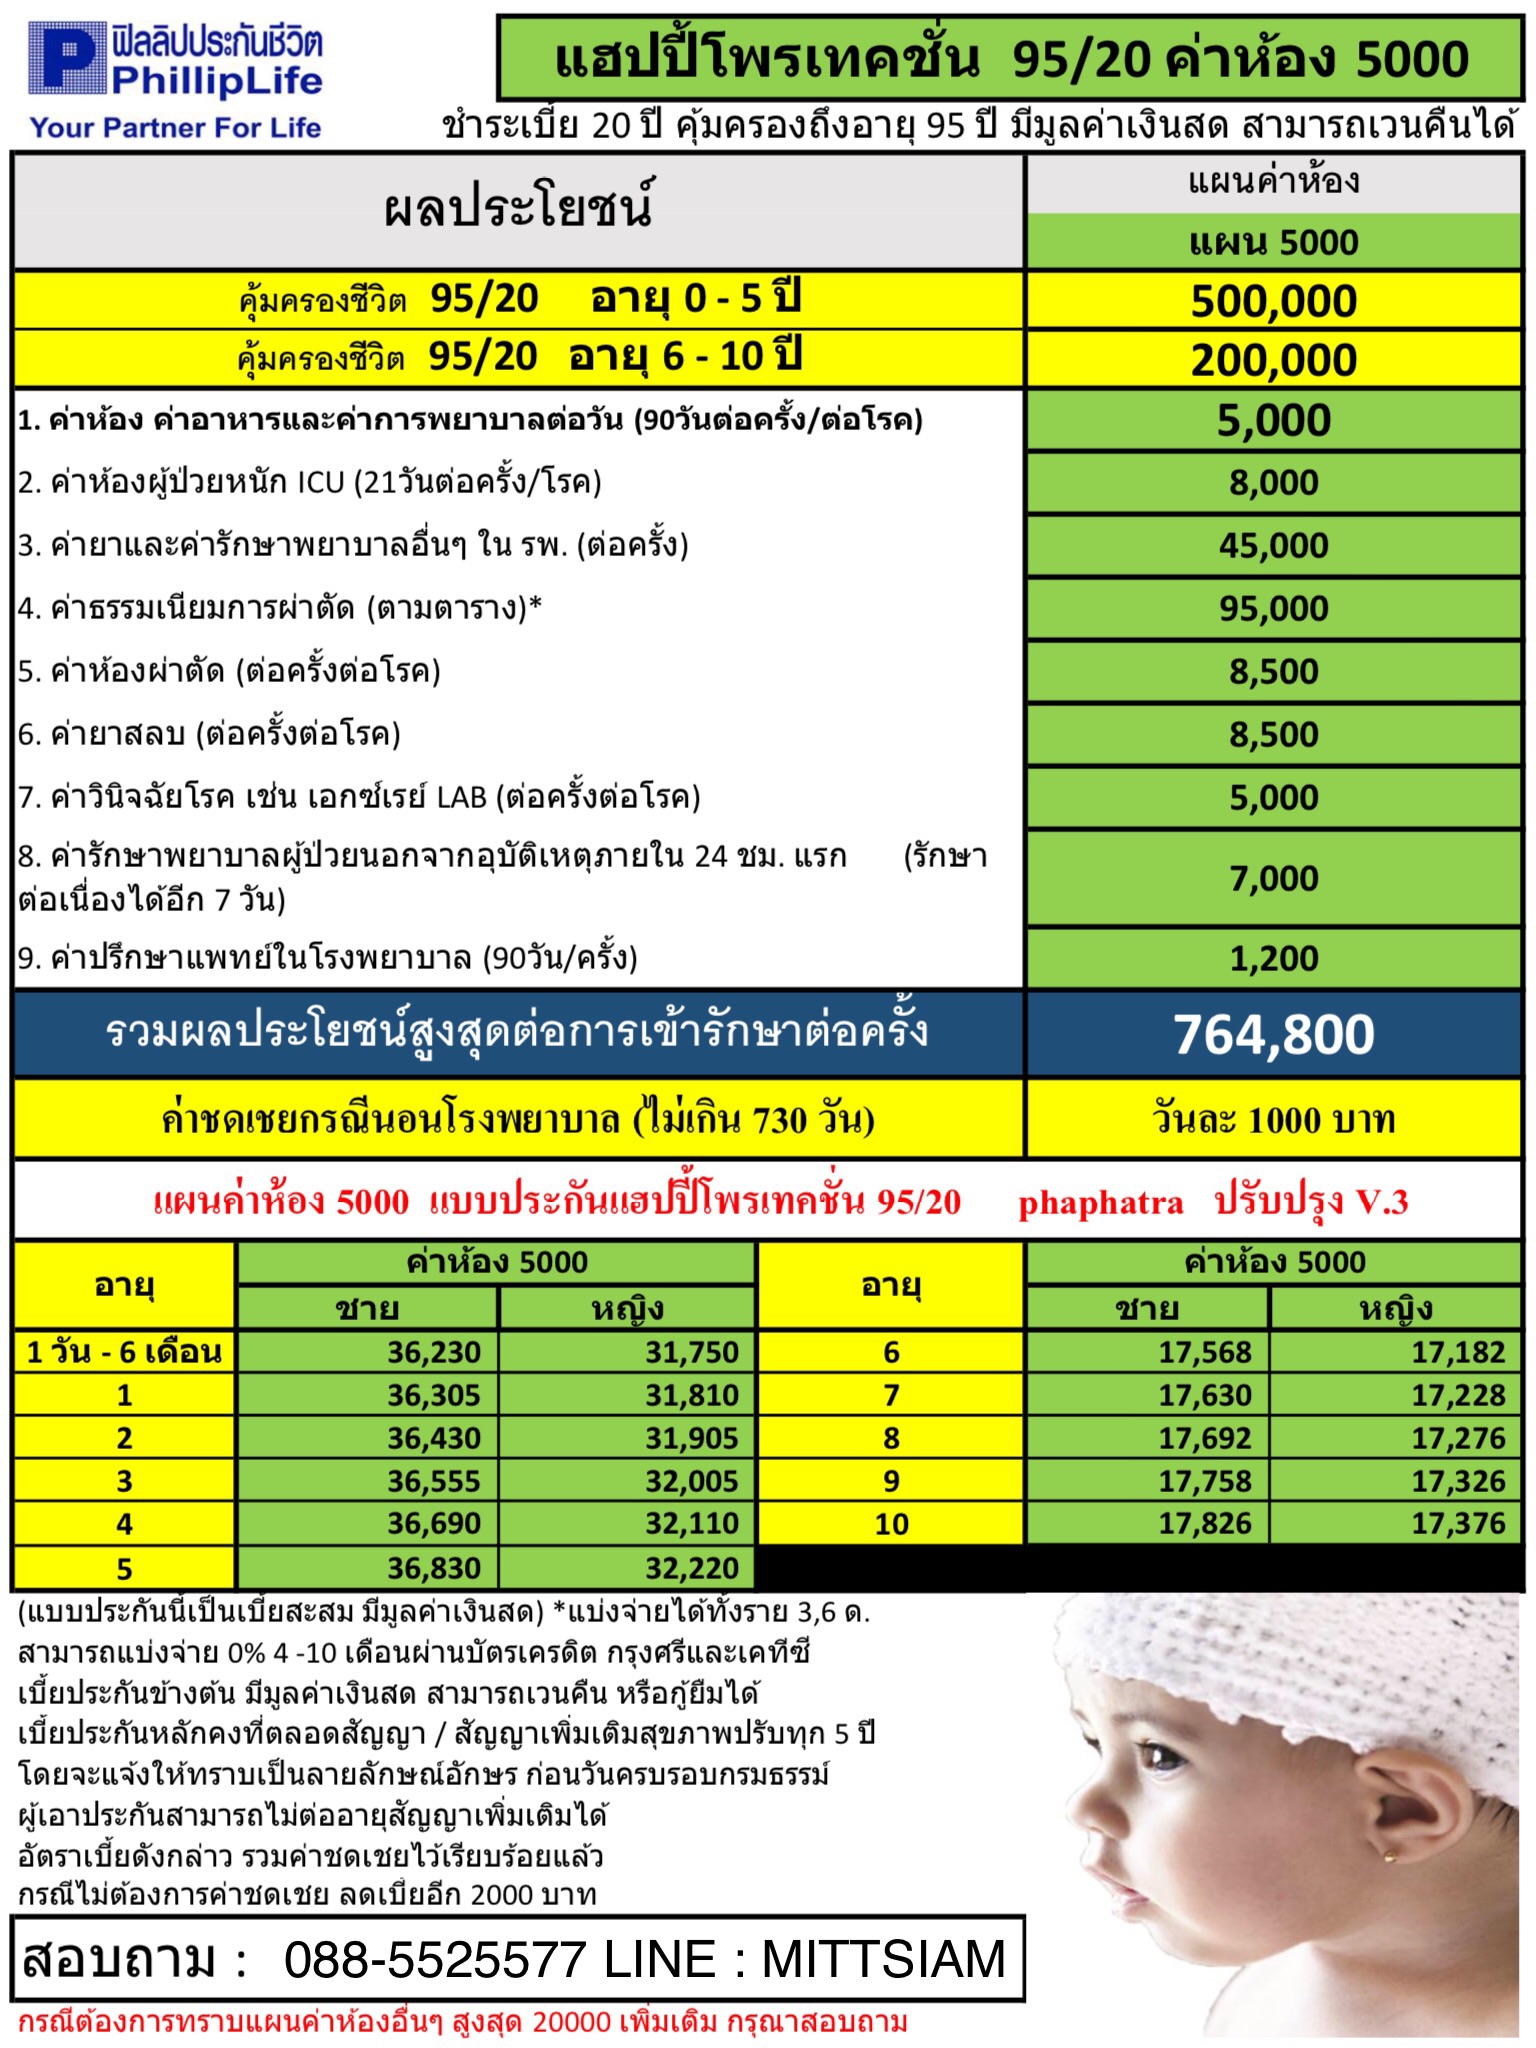 ฟิลลิปประกันชีวิต
PhillipLife
Your Partner For Life
แฮปปี้โพรเทคชั่น 95/20 ค่าห้อง 5000
ชำระเบี้ย 20 ปี คุ้มครองถึงอายุ 95 ปี มีมูลค่าเงินสด สามารถเวนคืนได้
ผลประโยชน์
แผนค่าห้อง
แผน 5000
คุ้มครองชีวิต 95/20 อายุ 0 - 5 ปี 500,000
คุ้มครองชีวิต 95/20 อายุ 6 - 10 ปี 200,000
1. ค่าห้อง ค่าอาหารและค่าการพยาบาลต่อวัน (90วันต่อครั้ง/ต่อโรค) 5,000
2. ค่าห้องผู้ป่วยหนัก ICU (21วันต่อครั้ง/โรค) 8,000
3. ค่ายาและค่ารักษาพยาบาลอื่นๆ ใน รพ. (ต่อครั้ง) 45,000
4. ค่าธรรมเนียมการผ่าตัด (ตามตาราง)* 95,000
5. ค่าห้องผ่าตัด (ต่อครั้งต่อโรค) 8,500
6. ค่ายาสลบ (ต่อครั้งต่อโรค) 8,500
7. ค่าวินิจฉัยโรค เช่น เอกซ์เรย์ LAB (ต่อครั้งต่อโรค) 5,000
8. ค่ารักษาพยาบาลผู้ป่วยนอกจากอุบัติเหตุภายใน 24 ชม. แรก (รักษา
ต่อเนื่องได้อีก 7 วัน) 7,000
9. ค่าปรึกษาแพทย์ในโรงพยาบาล (90วัน/ครั้ง) 1,200
รวมผลประโยชน์สูงสุดต่อการเข้ารักษาต่อครั้ง 764,800
ค่าชดเชยกรณีนอนโรงพยาบาล (ไม่เกิน 730 วัน) วันละ 1000 บาท
แผนค่าห้อง 5000 แบบประกันแฮปปี้โพรเทคชั่น 95/20 phaphatra ปรับปรุง V.3
อายุ ค่าห้อง 5000 อายุ ค่าห้อง 5000
ชาย หญิง ชาย หญิง
1 วัน - 6 เดือน 36,230 31,750 6 17,568 17,182
1 36,305 31,810 7 17,630 17,228
2 36,430 31,905 8 17,692 17,276
3 36,555 32,005 9 17,758 17,326
4 36,690 32,110 10 17,826 17,376
5 36,830 32,220
(แบบประกันนี้เป็นเบี้ยสะสม มีมูลค่าเงินสด) *แบ่งจ่ายได้ทั้งราย 3,6 ด.
สามารถแบ่งจ่าย 0% 4 -10 เดือนผ่านบัตรเครดิต กรุงศรีและเคทีซี
เบี้ยประกันข้างต้น มีมูลค่าเงินสด สามารถเวนคืน หรือกู้ยืมได้
เบี้ยประกันหลักคงที่ตลอดสัญญา / สัญญาเพิ่มเติมสุขภาพปรับทุก 5 ปี
โดยจะแจ้งให้ทราบเป็นลายลักษณ์อักษร ก่อนวันครบรอบกรมธรรม์
ผู้เอาประกันสามารถไม่ต่ออายุสัญญาเพิ่มเติมได้
อัตราเบี้ยดังกล่าว รวมค่าชดเชยไว้เรียบร้อยแล้ว
กรณีไม่ต้องการค่าชดเชย ลดเบี้ยอีก 2000 บาท
สอบถาม : 088-5525577 LINE : MITTSIAM
กรณีต้องการทราบแผนค่าห้องอื่นๆ สูงสุด 20000 เพิ่มเติม กรุณาสอบถาม